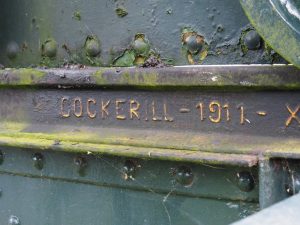 X COCKERILL - 1911 - X